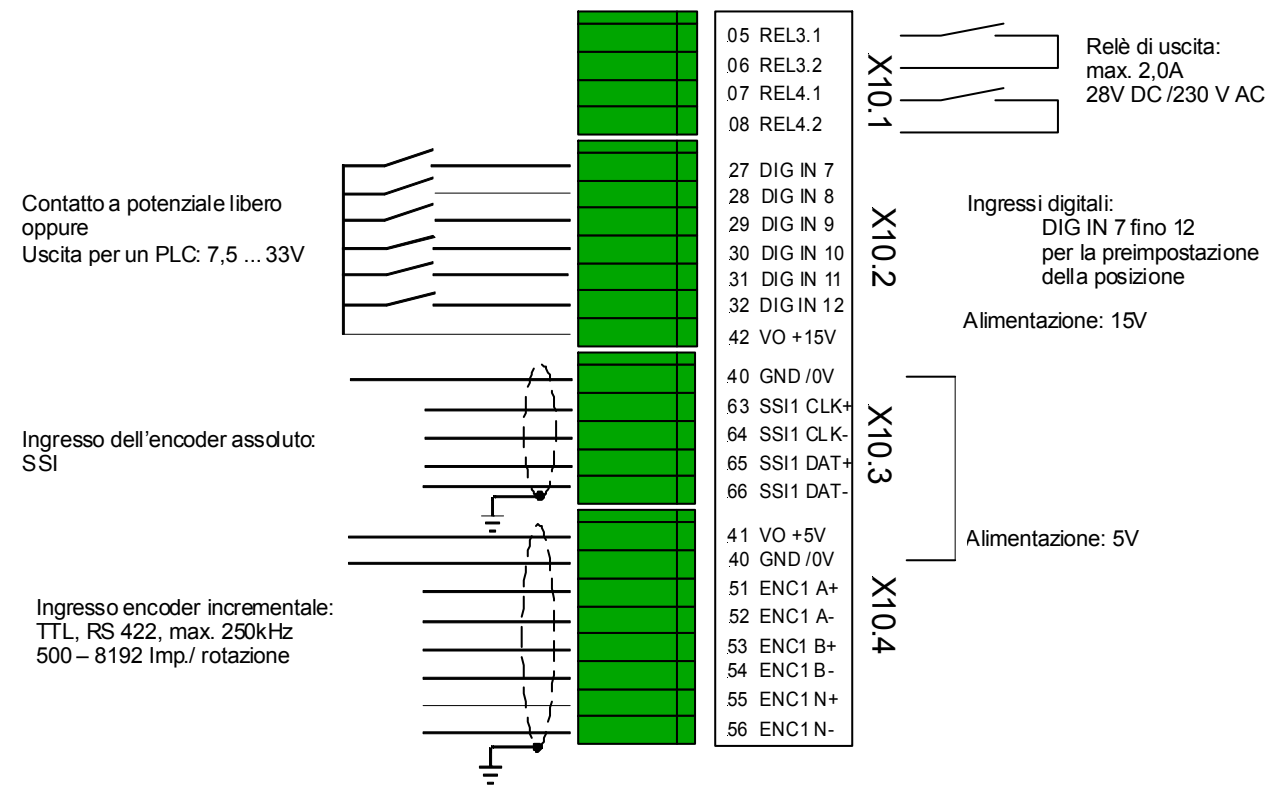 05 REL3.1
06 REL3.2
07 REL4.1
08 REL4.2
X10.1
Relè di uscita:
max. 2,0A
28V DC /230 V AC
Contatto a potenziale libero
oppure
Uscita per un PLC: 7,5 ... 33V
27 DIG IN 7
28 DIG IN 8
29 DIG IN 9
30 DIG IN 10
31 DIG IN 11
32 DIG IN 12
42 VO +15V
X10.2
Ingressi digitali:
DIG IN 7 fino 12
per la preimpostazione
della posizione
Alimentazione: 15V
Ingresso dell'encoder assoluto:
SSI
40 GND /0V
63 SSI1 CLK+
64 SSI1 CLK-
65 SSI1 DAT+
66 SSI1 DAT-
X10.3
Alimentazione: 5V
Ingresso encoder incrementale:
TTL, RS 422, max. 250kHz
500 – 8192 Imp./ rotazione
41 VO +5V
40 GND /0V
51 ENC1 A+
52 ENC1 A-
53 ENC1 B+
54 ENC1 B-
55 ENC1 N+
56 ENC1 N-
X10.4